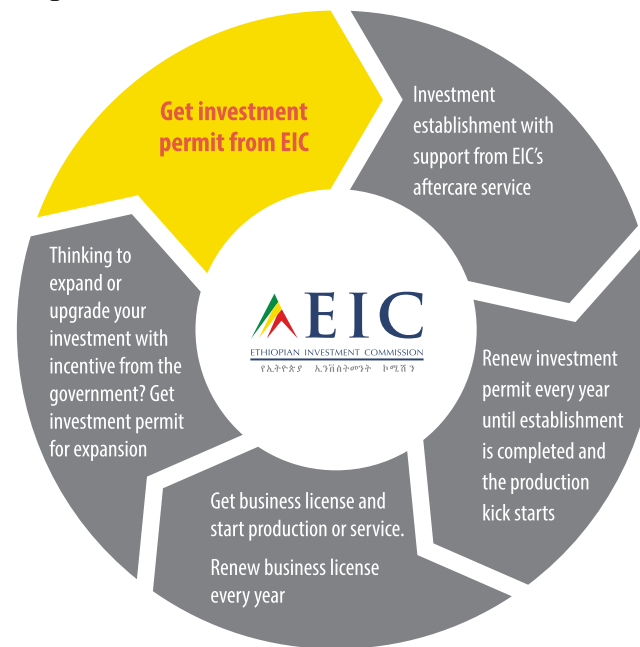 Get investment
permit from EIC
Investment
establishment with
support from EIC's
aftercare service
Renew investment
permit every year
until establishment
is completed and
the production
kick starts
Get business license and
start production or service.
Renew business license
every year
Thinking to
expand or
upgrade your
investment with
incentive from the
government? Get
investment permit
for expansion
EIC
ETHIOPIAN INVESTMENT COMMISSION
የኢትዮጵያ ኢንቨስትመንት ኮሚሽን